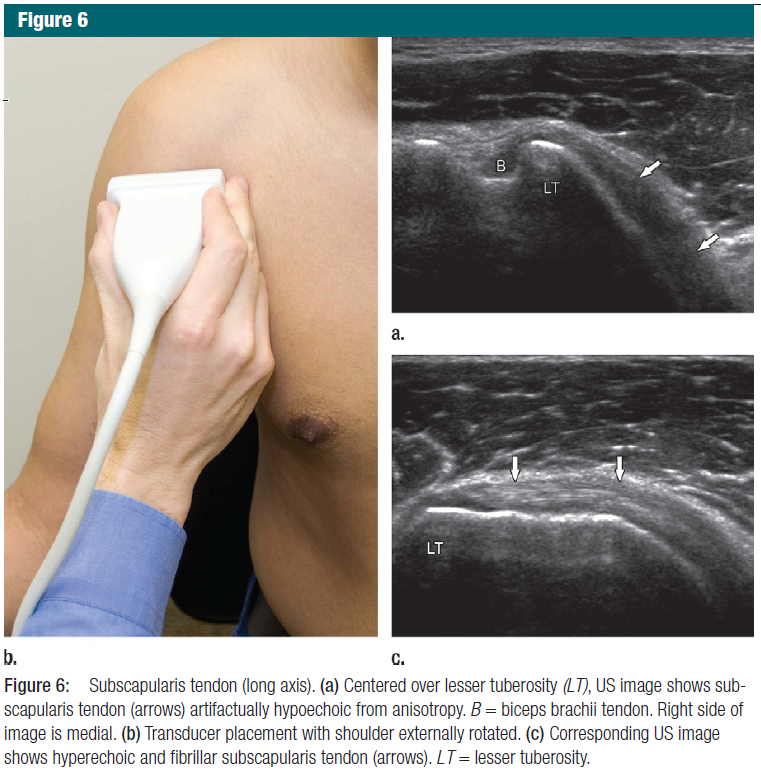 Figure 6
B
LT
a.
LT
b.
c.
Figure 6: Subscapularis tendon (long axis). (a) Centered over lesser tuberosity (LT), US image shows sub-
scapularis tendon (arrows) artifactually hypoechoic from anisotropy. B = biceps brachii tendon. Right side of
image is medial. (b) Transducer placement with shoulder externally rotated. (c) Corresponding US image
shows hyperechoic and fibrillar subscapularis tendon (arrows). LT = lesser tuberosity.